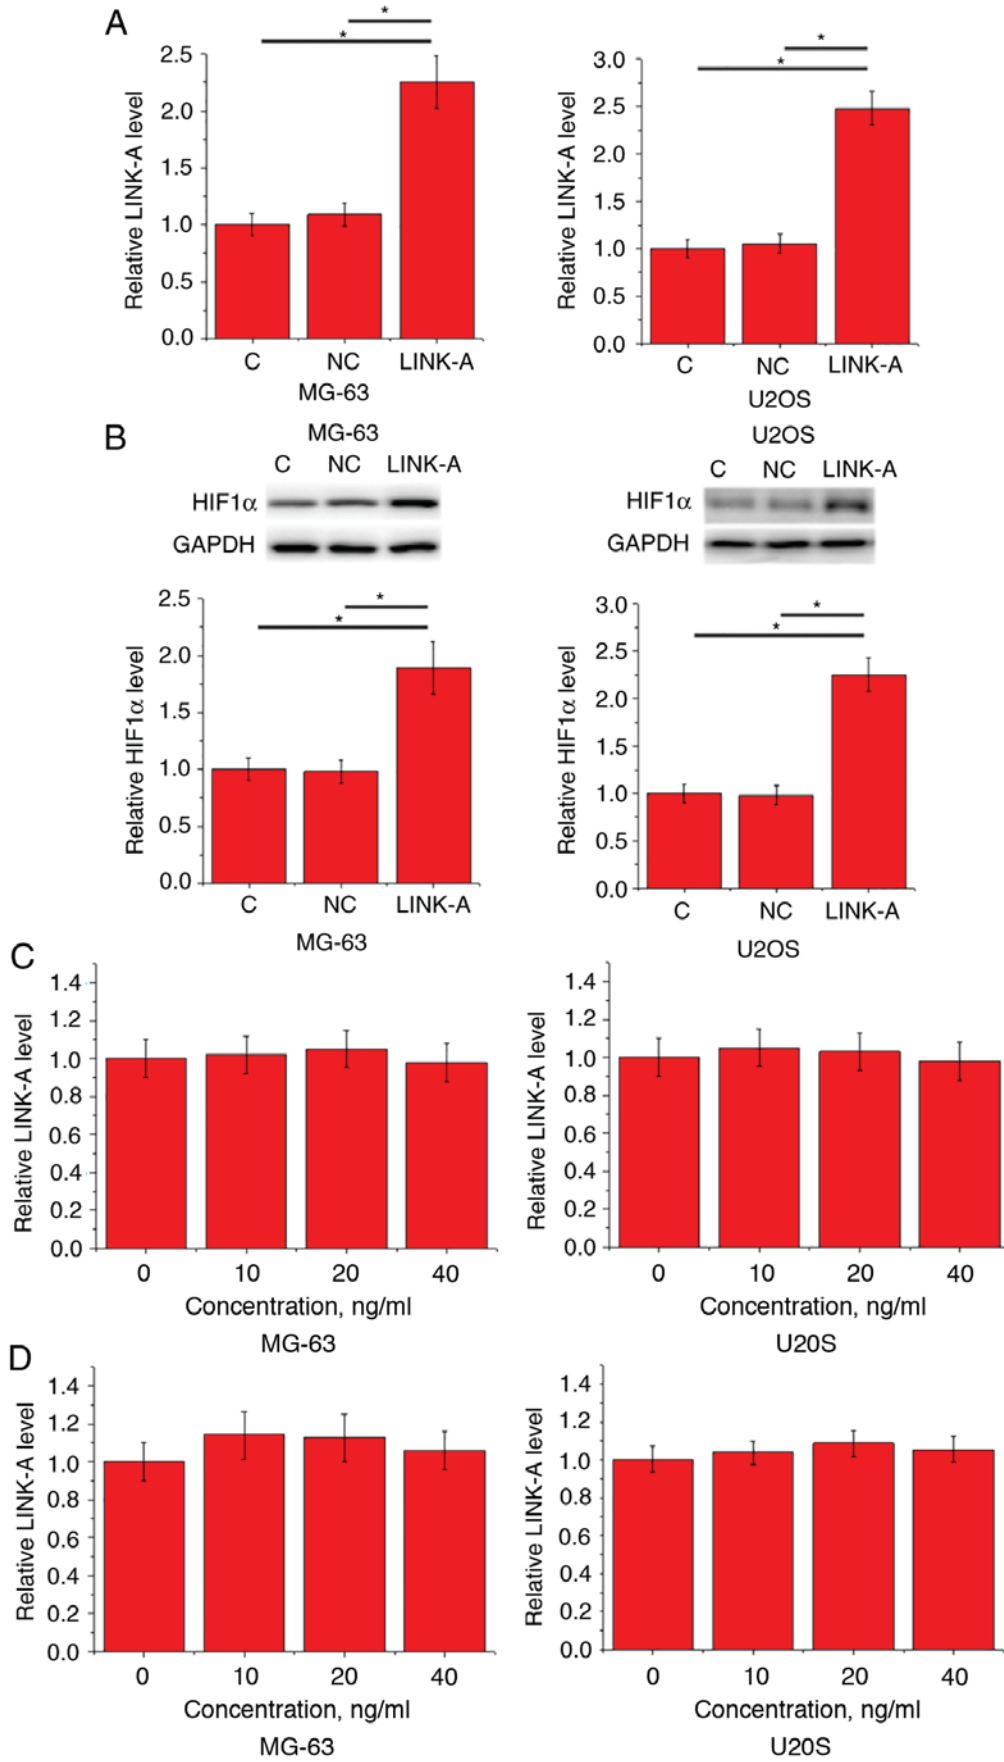 A
* *
* *
Relative LINK-A level
2.5
2.0
1.5
1.0
0.5
0.0
C NC LINK-A
MG-63
Relative LINK-A level
3.0
2.5
2.0
1.5
1.0
0.5
0.0
C NC LINK-A
U2OS
B
MG-63
C NC LINK-A
HIF1α
GAPDH
U2OS
C NC LINK-A
HIF1α
GAPDH
*
*
Relative HIF1α level
2.5
2.0
1.5
1.0
0.5
0.0
C NC LINK-A
MG-63
*
*
Relative HIF1α level
3.0
2.5
2.0
1.5
1.0
0.5
0.0
C NC LINK-A
U2OS
C
Relative LINK-A level
1.4
1.2
1.0
0.8
0.6
0.4
0.2
0.0
0 10 20 40
Concentration, ng/ml
MG-63
Relative LINK-A level
1.4
1.2
1.0
0.8
0.6
0.4
0.2
0.0
0 10 20 40
Concentration, ng/ml
U20S
D
Relative LINK-A level
1.4
1.2
1.0
0.8
0.6
0.4
0.2
0.0
0 10 20 40
Concentration, ng/ml
MG-63
Relative LINK-A level
1.4
1.2
1.0
0.8
0.6
0.4
0.2
0.0
0 10 20 40
Concentration, ng/ml
U20S